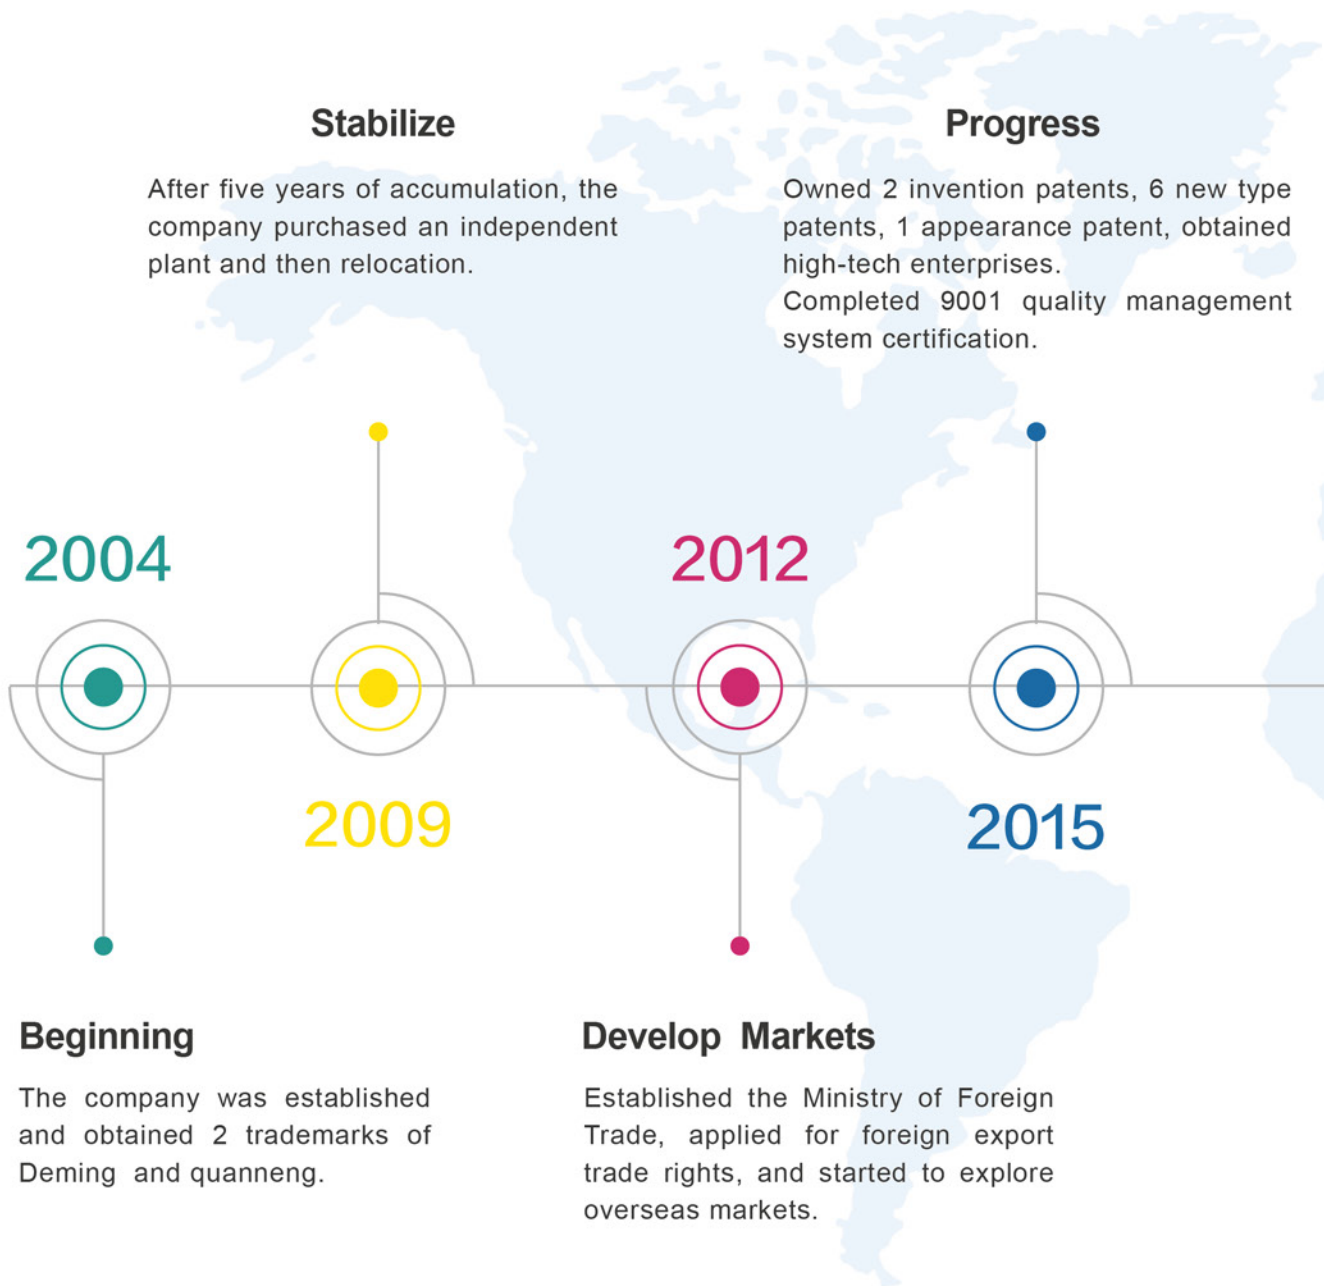 Stabilize
After five years of accumulation, the
company purchased an independent
plant and then relocation.
Progress
Owned 2 invention patents, 6 new type
patents, 1 appearance patent, obtained
high-tech enterprises.
Completed 9001 quality management
system certification.
2004
2012
2009
2015
Beginning
The company was established
and obtained 2 trademarks of
Deming and quanneng.
Develop Markets
Established the Ministry of Foreign
Trade, applied for foreign export
trade rights, and started to explore
overseas markets.